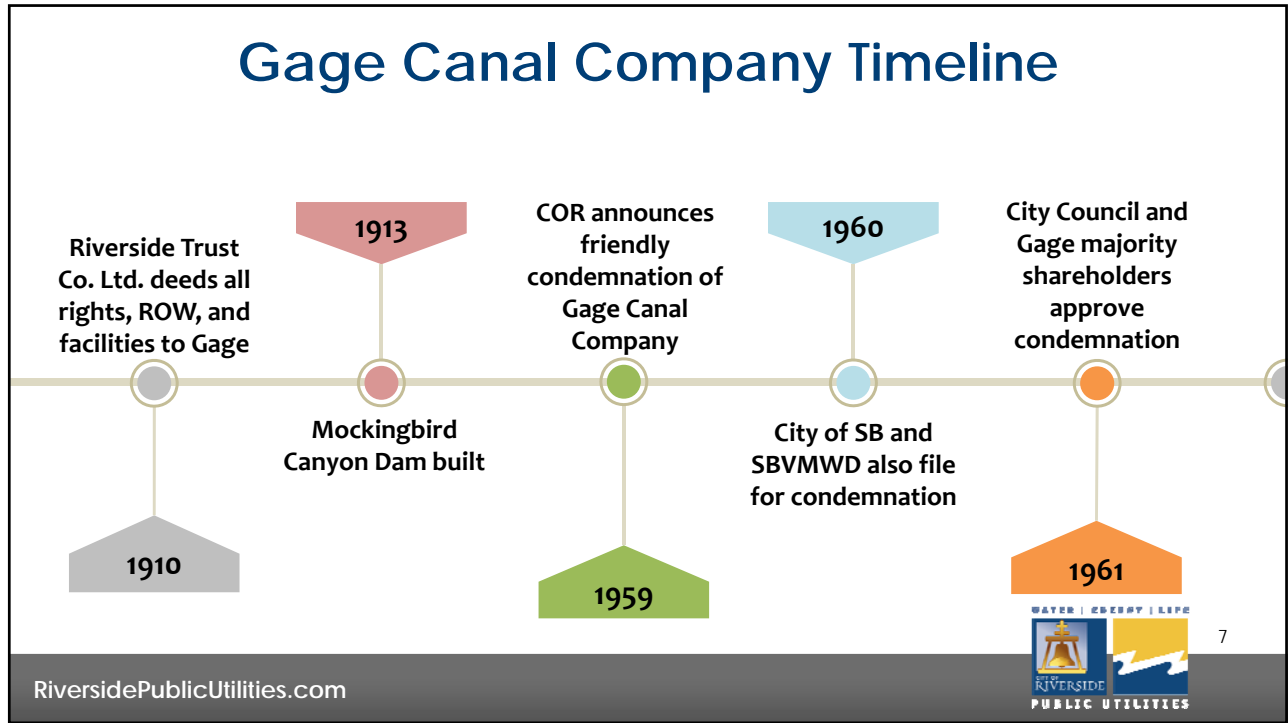 Gage Canal Company Timeline
Riverside Trust
Co. Ltd. deeds all
rights, ROW, and
facilities to Gage
1910
1913
Mockingbird
Canyon Dam built
COR announces
friendly
condemnation of
Gage Canal
Company
1959
1960
City of SB and
SBVMWD also file
for condemnation
City Council and
Gage majority
shareholders
approve
condemnation
1961
WATER | ENERGY | LIFE
CITY OF
RIVERSIDE
PUBLIC UTILITIES
7
RiversidePublicUtilities.com